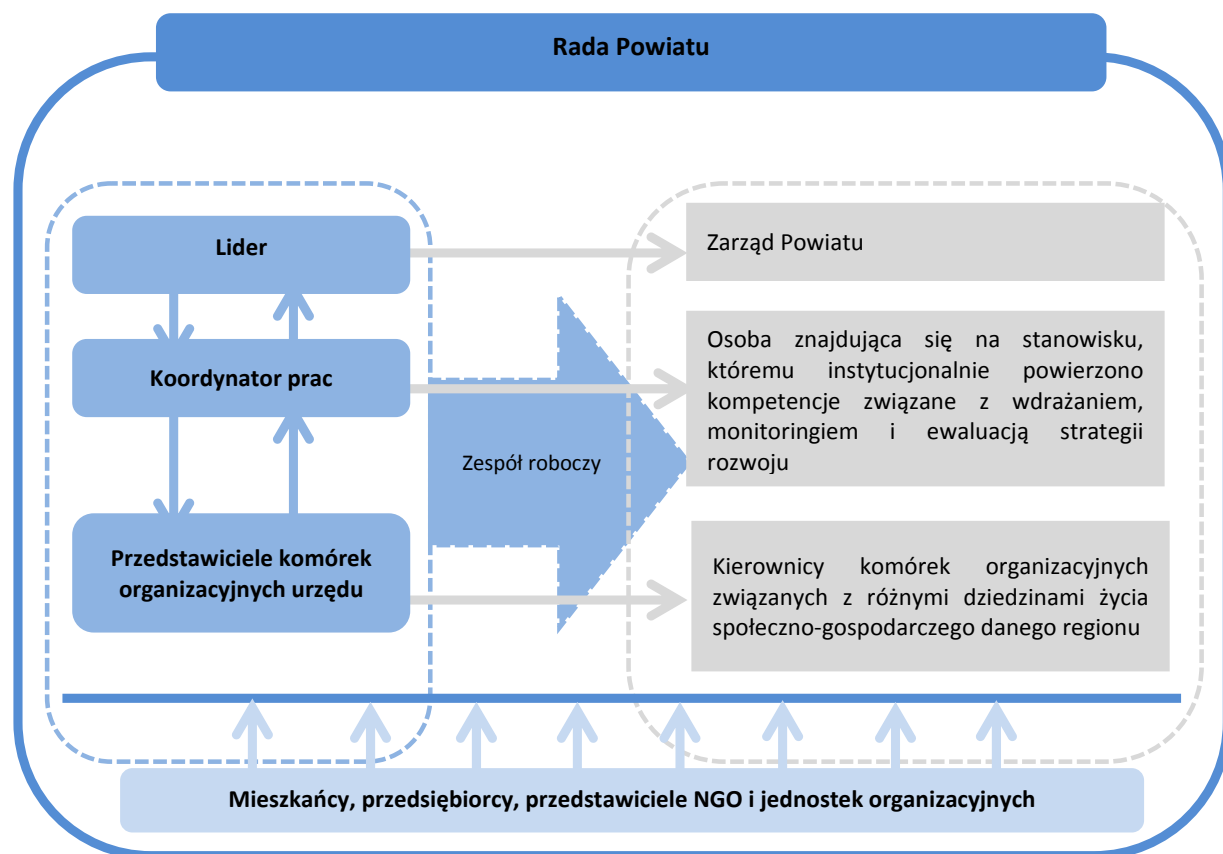 Rada Powiatu
Lider
Zarząd Powiatu
Koordynator prac
Osoba znajdująca się na stanowisku,
któremu instytucjonalnie powierzono
kompetencje związane z wdrażaniem,
monitoringiem i ewaluacją strategii
rozwoju
Zespół roboczy
Przedstawiciele komórek
organizacyjnych urzędu
Kierownicy komórek organizacyjnych
związanych z różnymi dziedzinami życia
społeczno-gospodarczego danego regionu
Mieszkańcy, przedsiębiorcy, przedstawiciele NGO i jednostek organizacyjnych